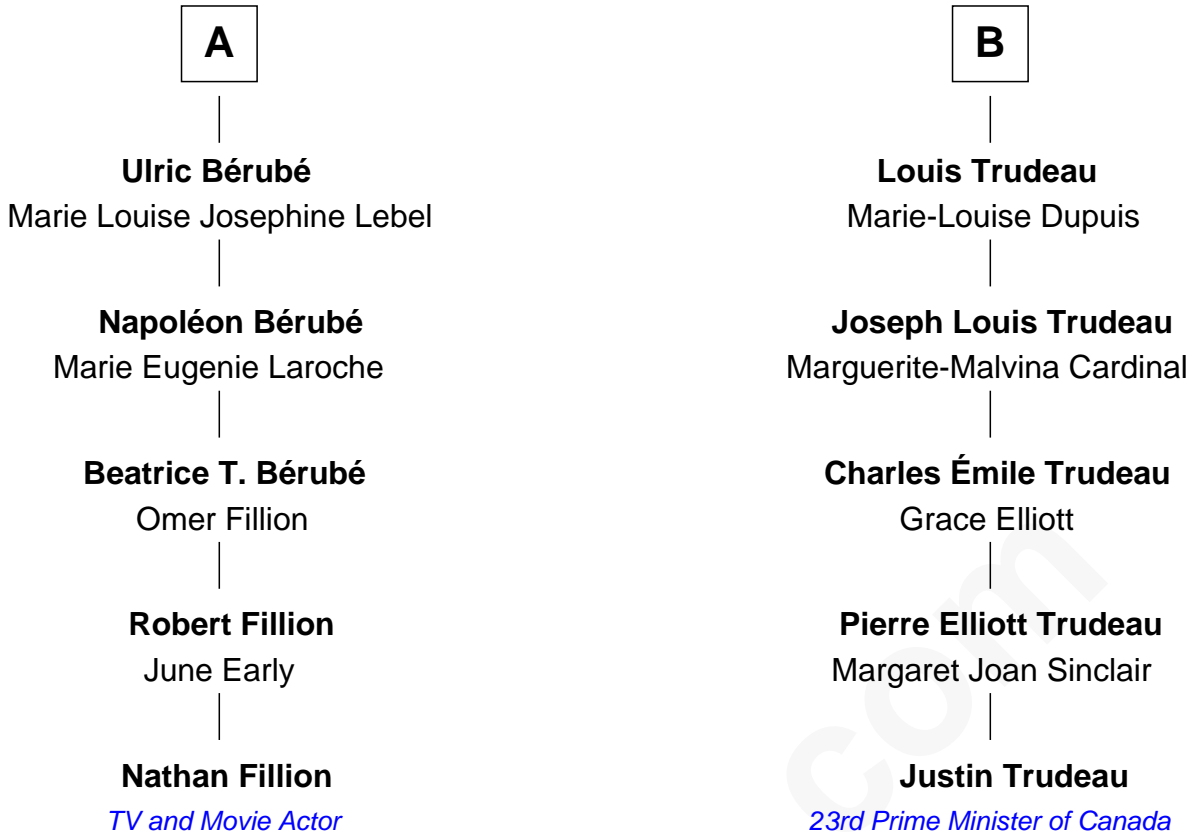 A
Ulric Bérubé
Marie Louise Josephine Lebel
Napoléon Bérubé
Marie Eugenie Laroche
Beatrice T. Bérubé
Omer Fillion
Robert Fillion
June Early
Nathan Fillion
TV and Movie Actor
B
Louis Trudeau
Marie-Louise Dupuis
Joseph Louis Trudeau
Marguerite-Malvina Cardinal
Charles Émile Trudeau
Grace Elliott
Pierre Elliott Trudeau
Margaret Joan Sinclair
Justin Trudeau
23rd Prime Minister of Canada
com